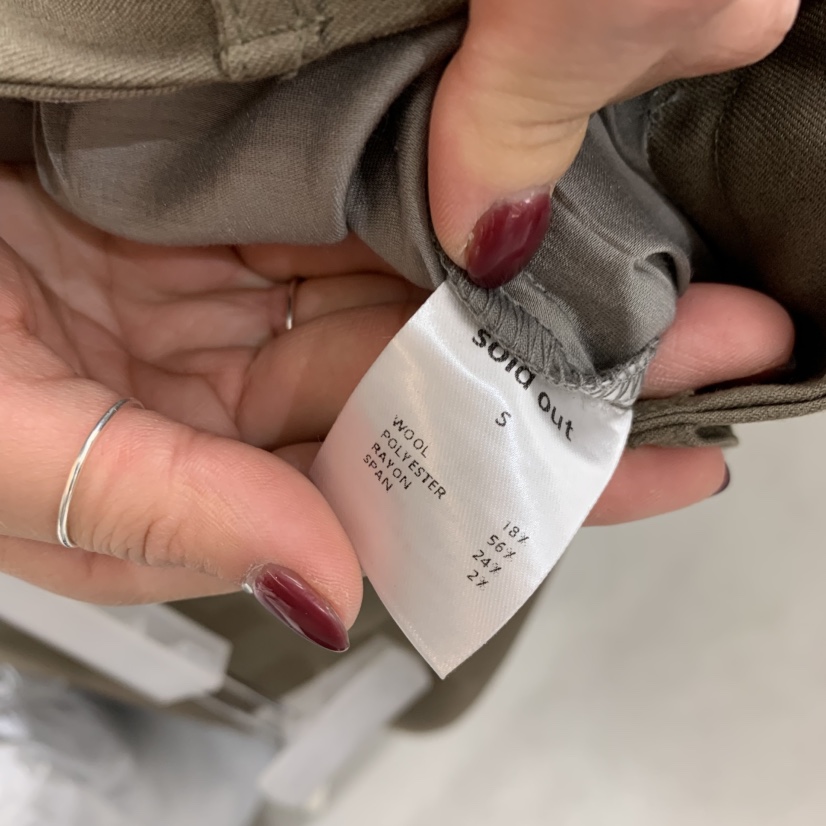 sold out
S
WOOL 18%
POLYESTER 56%
RAYON 24%
SPAN 2%